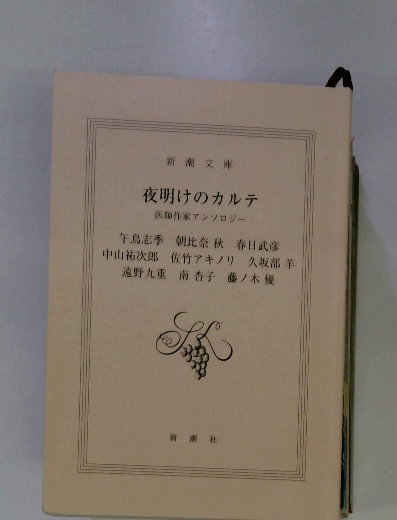 新潮文庫
夜明けのカルテ
医師作家アンソロジー
午鳥志季 朝比奈秋 春日武彦
中山祐次郎 佐竹アキノリ 久坂部羊
遠野九重 南杏子 藤ノ木優
新潮社